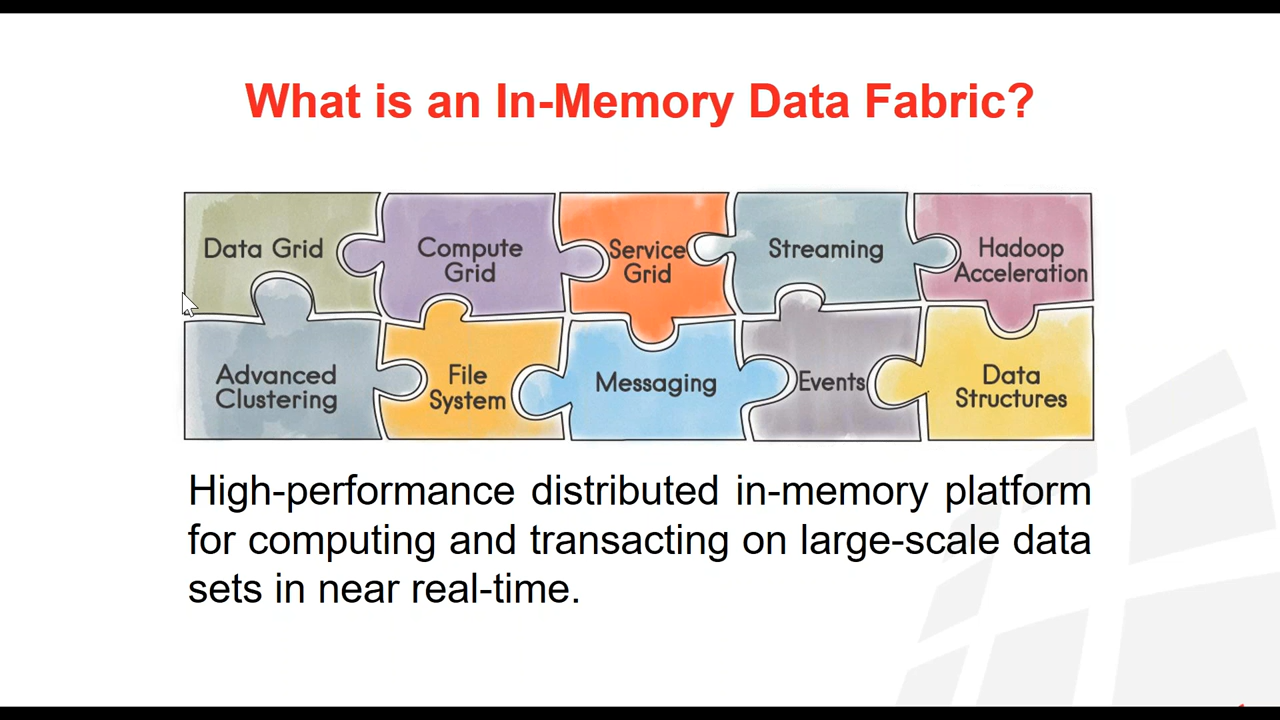 What is an In-Memory Data Fabric?
Data Grid
Compute
Grid
Service
Grid
Streaming
Hadoop
Acceleration
Advanced
Clustering
File
System
Messaging
Events
Data
Structures
High-performance distributed in-memory platform
for computing and transacting on large-scale data
sets in near real-time.